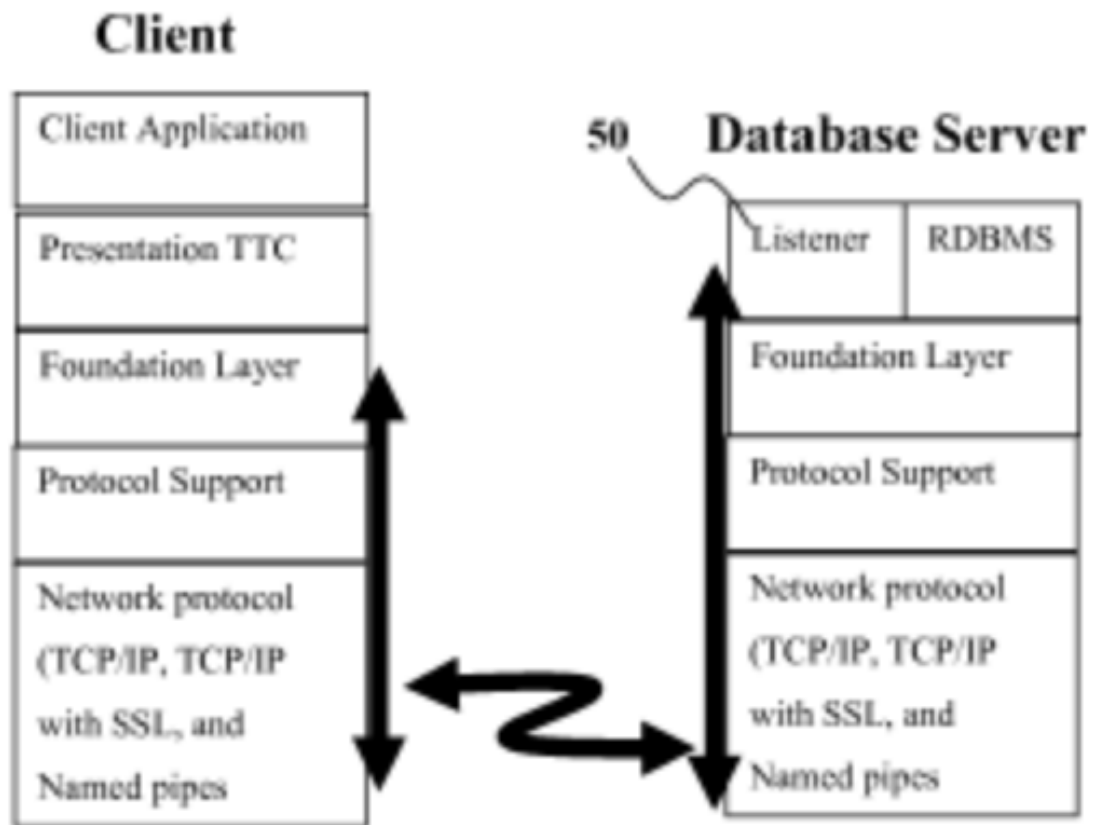 Client
Client Application
Presentation TTC
Foundation Layer
Protocol Support
Network protocol
(TCP/IP, TCP/IP
with SSL, and
Named pipes
50
Database Server
Listener
RDBMS
Foundation Layer
Protocol Support
Network protocol
(TCP/IP, TCP/IP
with SSL, and
Named pipes